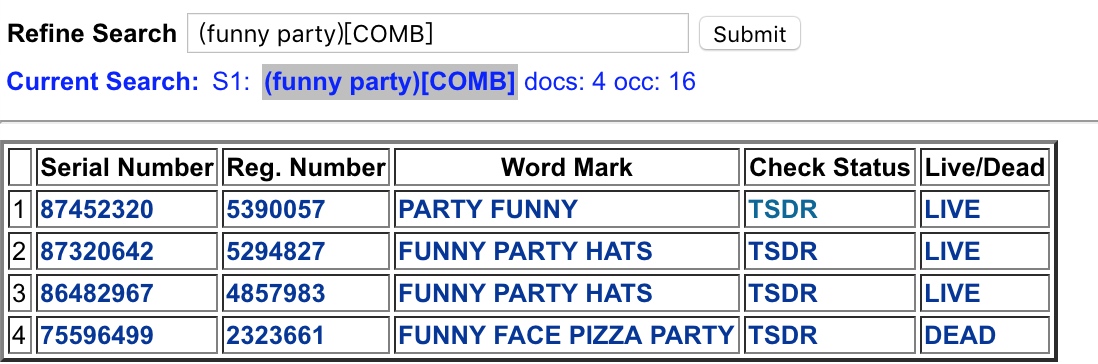 Refine Search (funny party)[COMB] Submit
Current Search: S1: (funny party)[COMB] docs: 4 occ: 16
Serial Number Reg. Number Word Mark Check Status Live/Dead
1 87452320 5390057 PARTY FUNNY TSDR LIVE
2 87320642 5294827 FUNNY PARTY HATS TSDR LIVE
3 86482967 4857983 FUNNY PARTY HATS TSDR LIVE
4 75596499 2323661 FUNNY FACE PIZZA PARTY TSDR DEAD